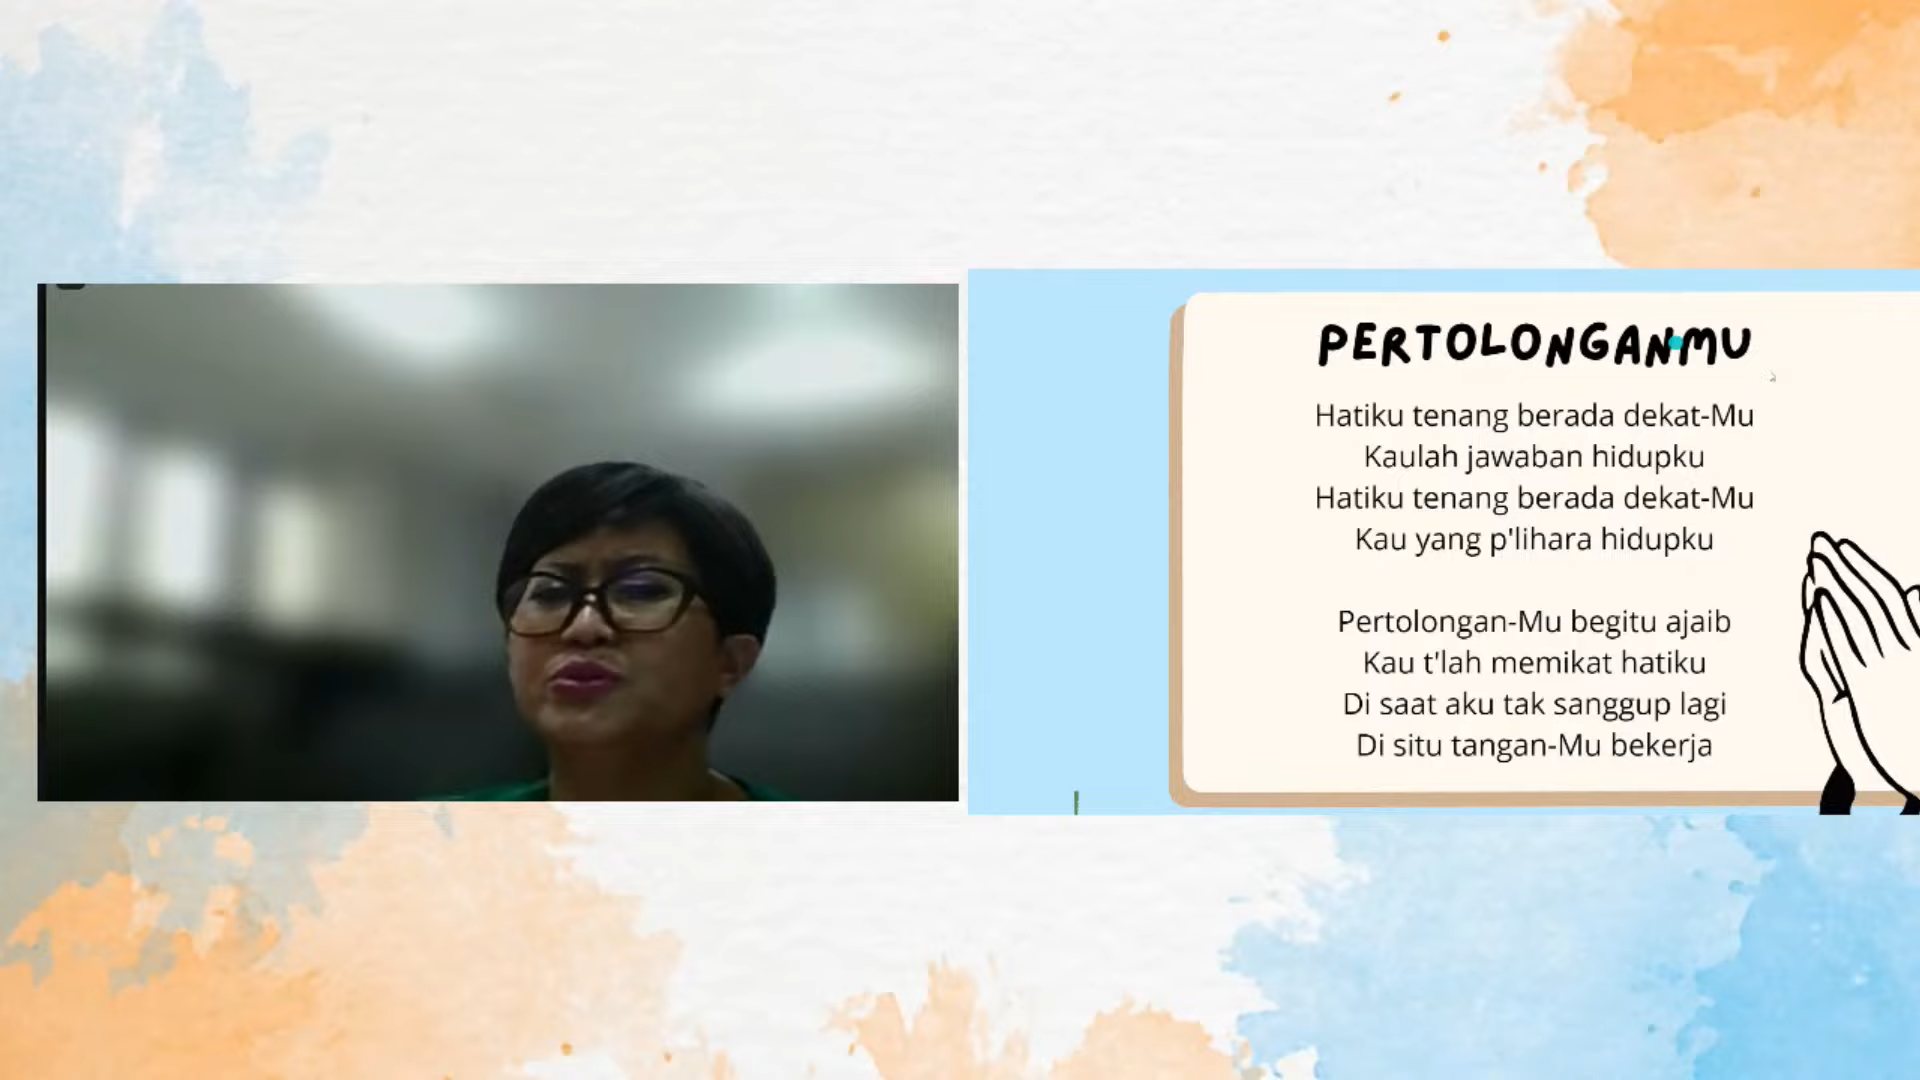 PERTOLONGANMU
Hatiku tenang berada dekat-Mu
Kaulah jawaban hidupku
Hatiku tenang berada dekat-Mu
Kau yang p'lihara hidupku
Pertolongan-Mu begitu ajaib
Kau t'lah memikat hatiku
Di saat aku tak sanggup lagi
Di situ tangan-Mu bekerja